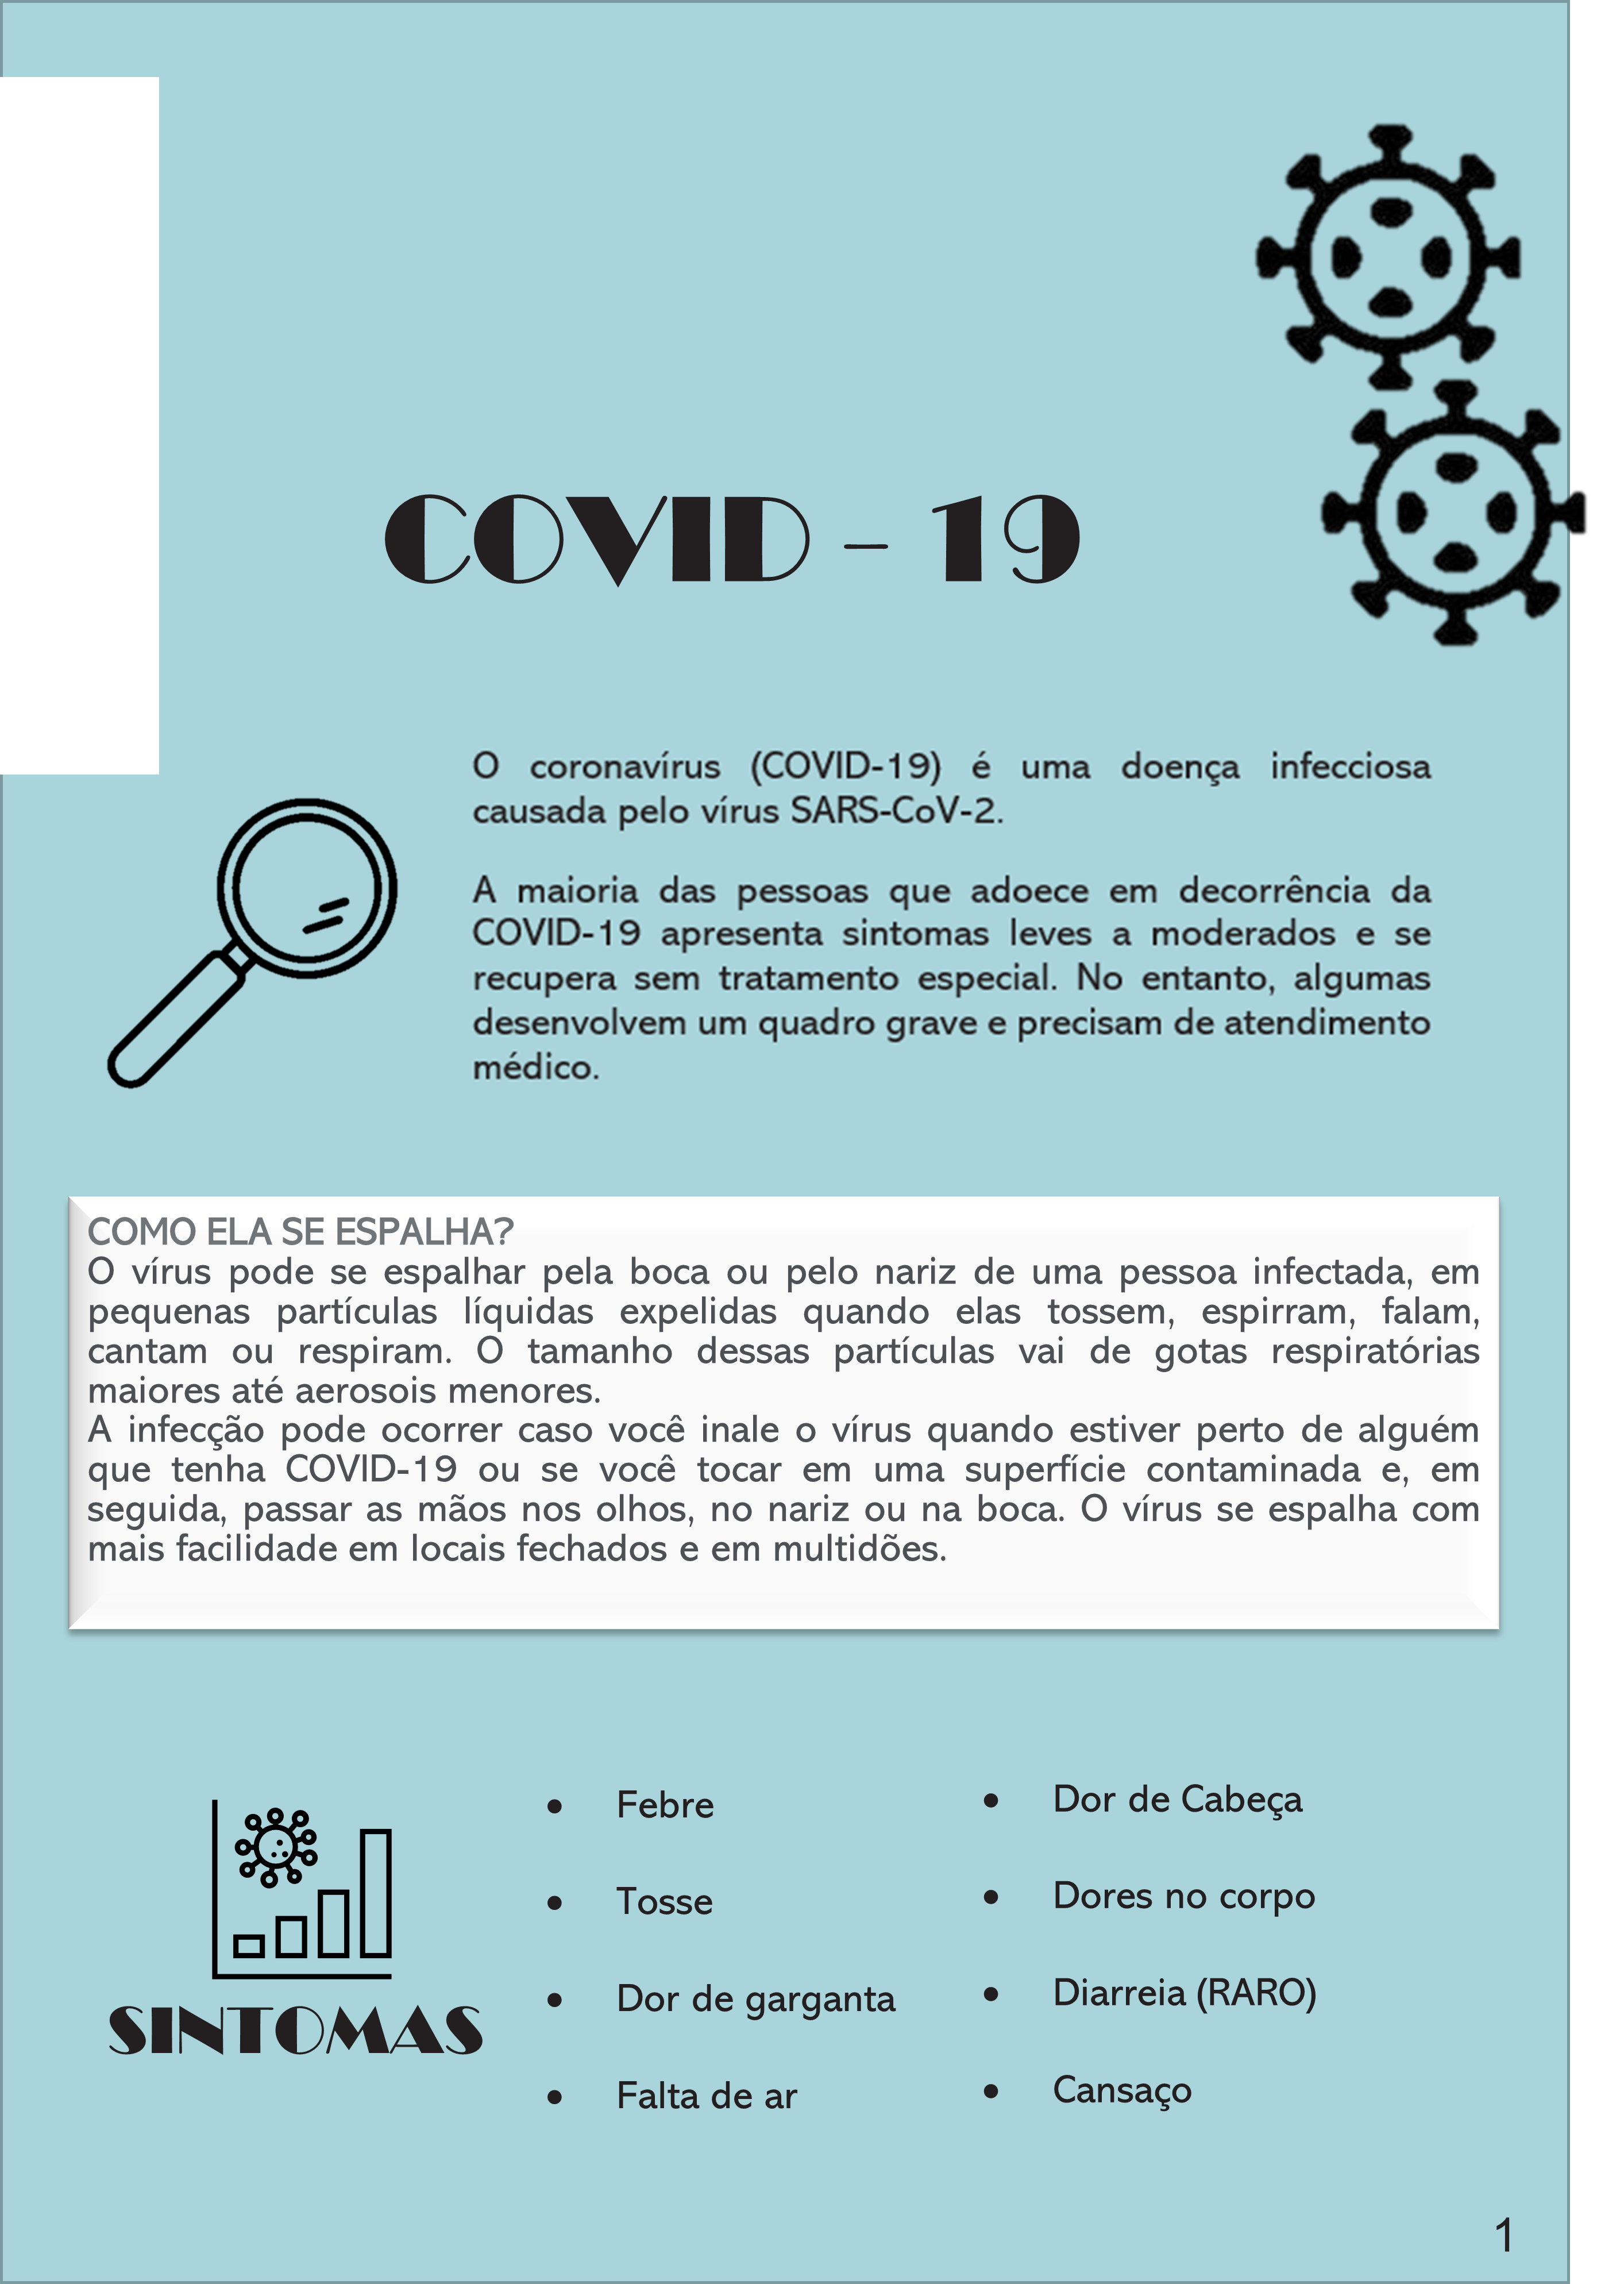 COVID – 19
O coronavírus (COVID-19) é uma doença infecciosa
causada pelo vírus SARS-CoV-2.
A maioria das pessoas que adoece em decorrência da
COVID-19 apresenta sintomas leves a moderados e se
recupera sem tratamento especial. No entanto, algumas
desenvolvem um quadro grave e precisam de atendimento
médico.
COMO ELA SE ESPALHA?
O vírus pode se espalhar pela boca ou pelo nariz de uma pessoa infectada, em
pequenas partículas líquidas expelidas quando elas tossem, espirram, falam,
cantam ou respiram. O tamanho dessas partículas vai de gotas respiratórias
maiores até aerosois menores.
A infecção pode ocorrer caso você inale o vírus quando estiver perto de alguém
que tenha COVID-19 ou se você tocar em uma superfície contaminada e, em
seguida, passar as mãos nos olhos, no nariz ou na boca. O vírus se espalha com
mais facilidade em locais fechados e em multidões.
SINTOMAS
• Febre
• Tosse
• Dor de garganta
• Falta de ar
• Dor de Cabeça
• Dores no corpo
• Diarreia (RARO)
• Cansaço
1